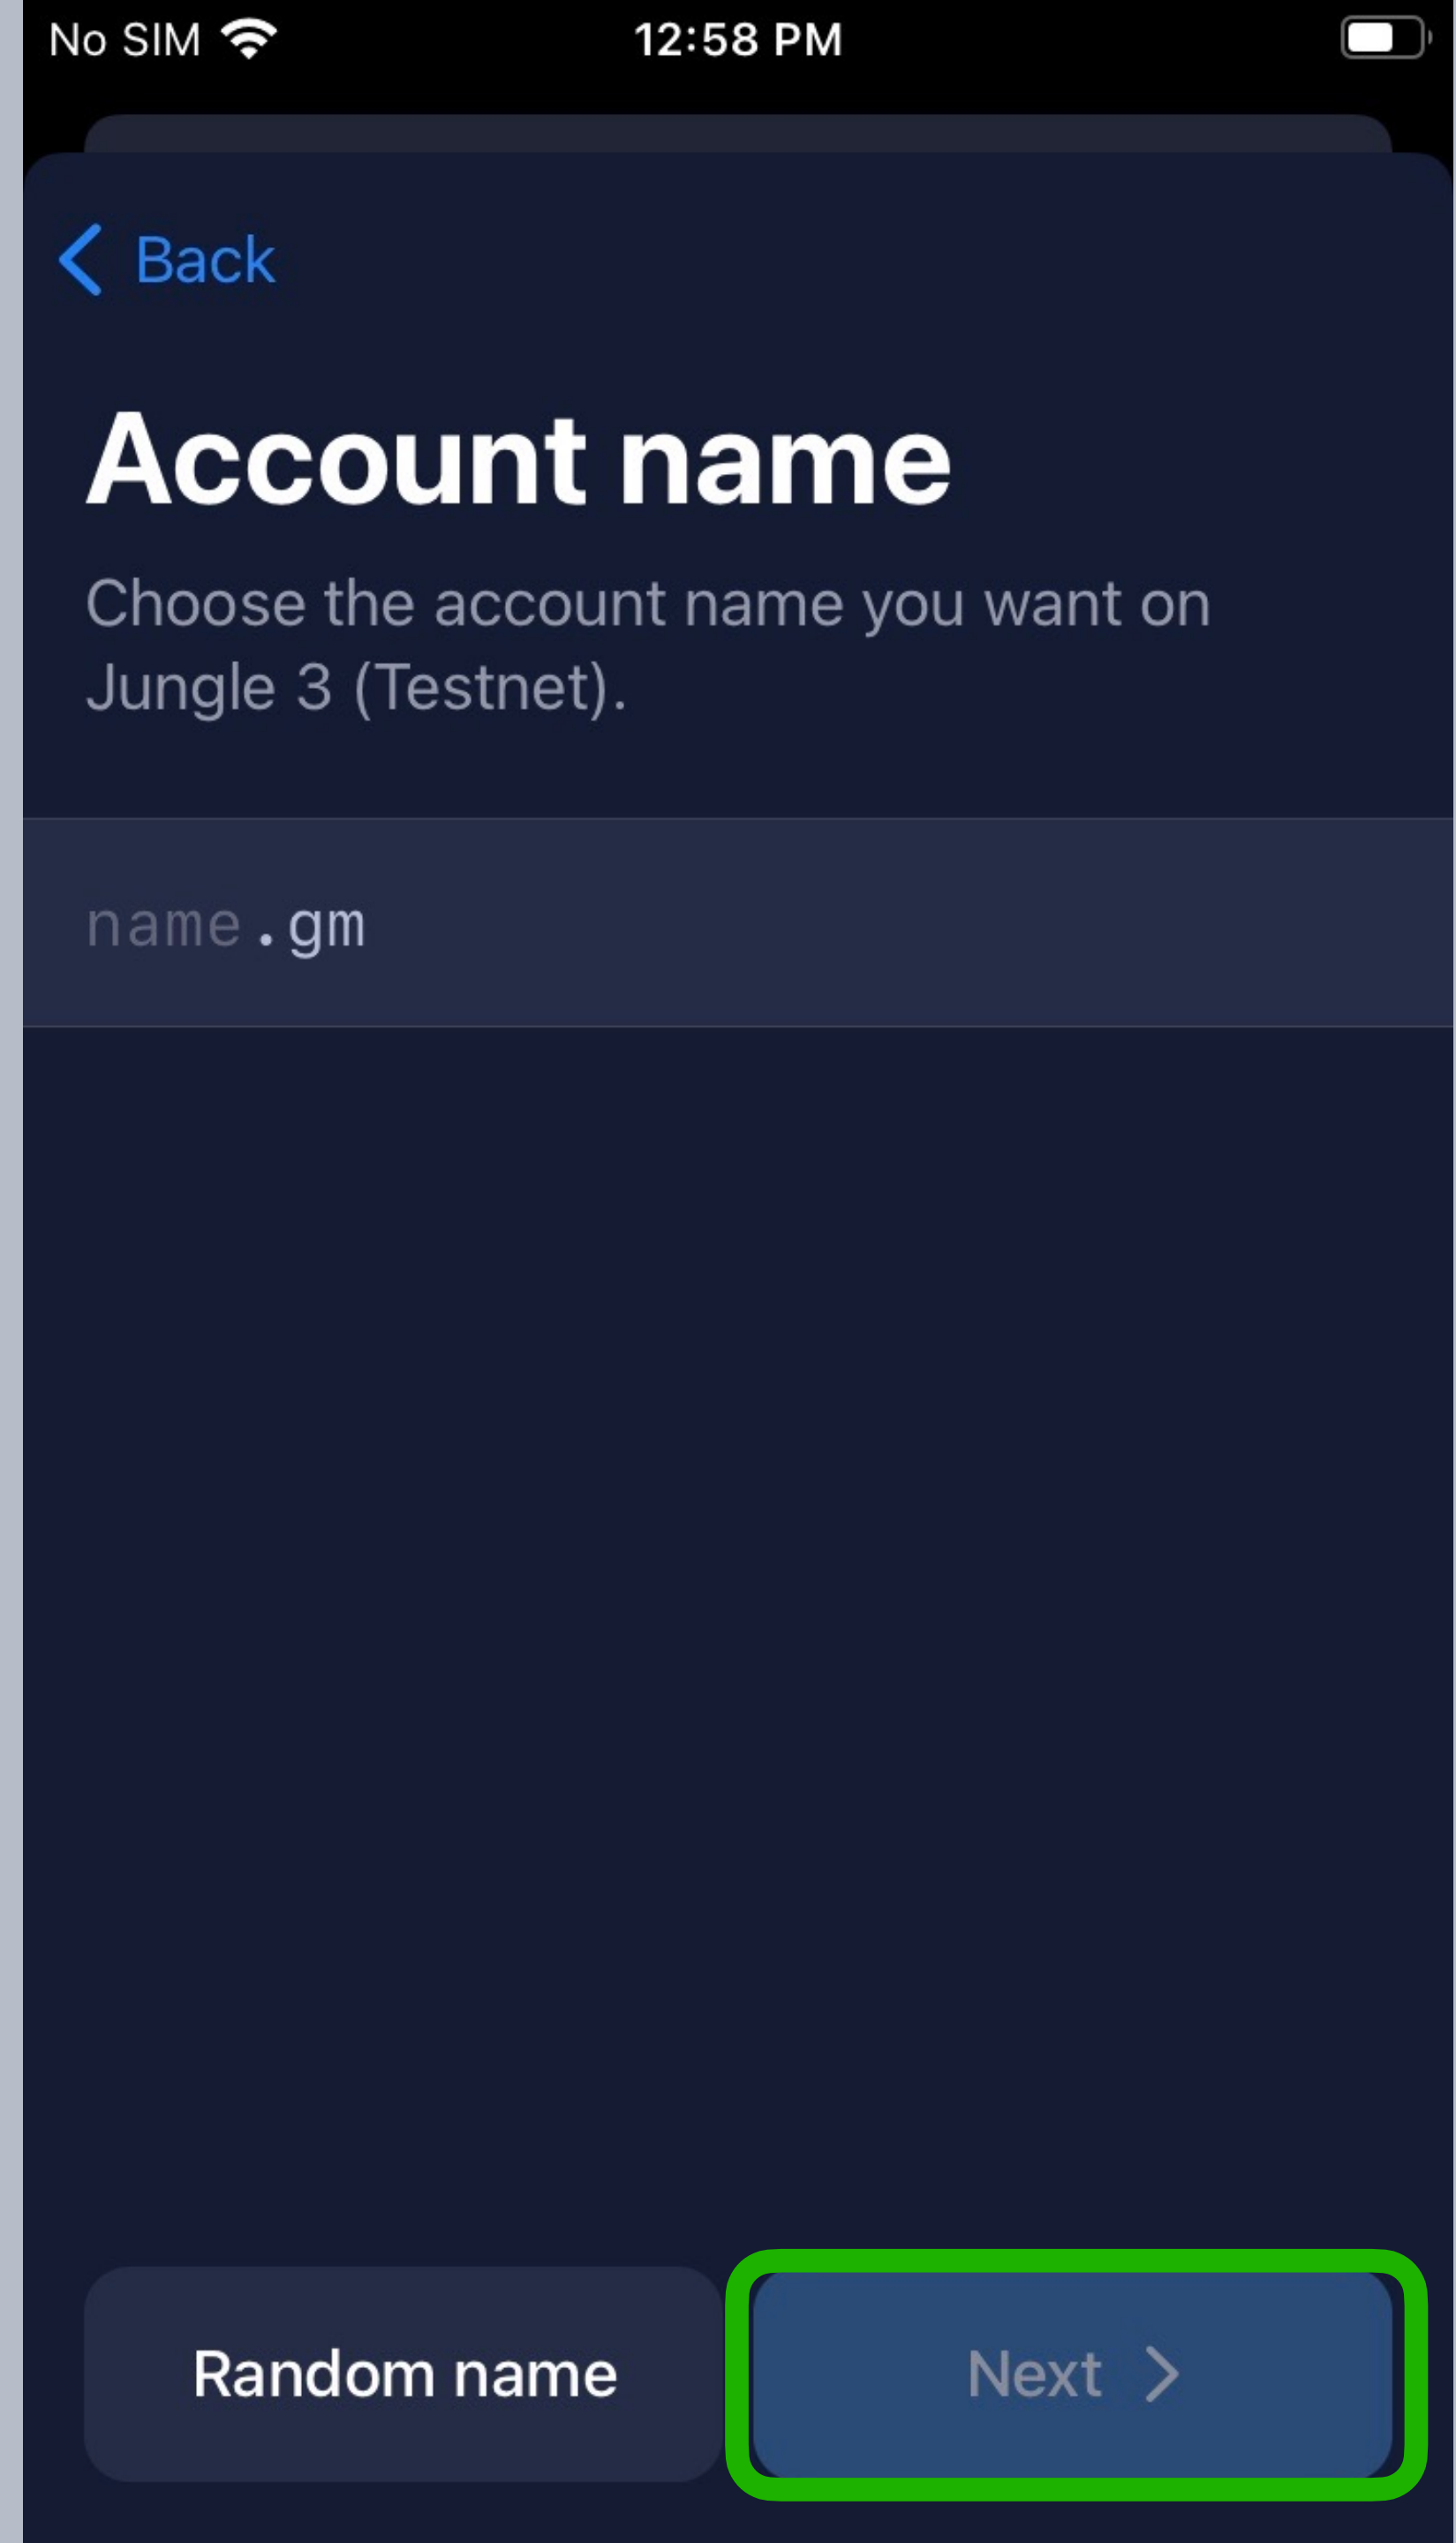 No SIM 12:58 PM
Back
Account name
Choose the account name you want on
Jungle 3 (Testnet).
name.gm
Random name Next